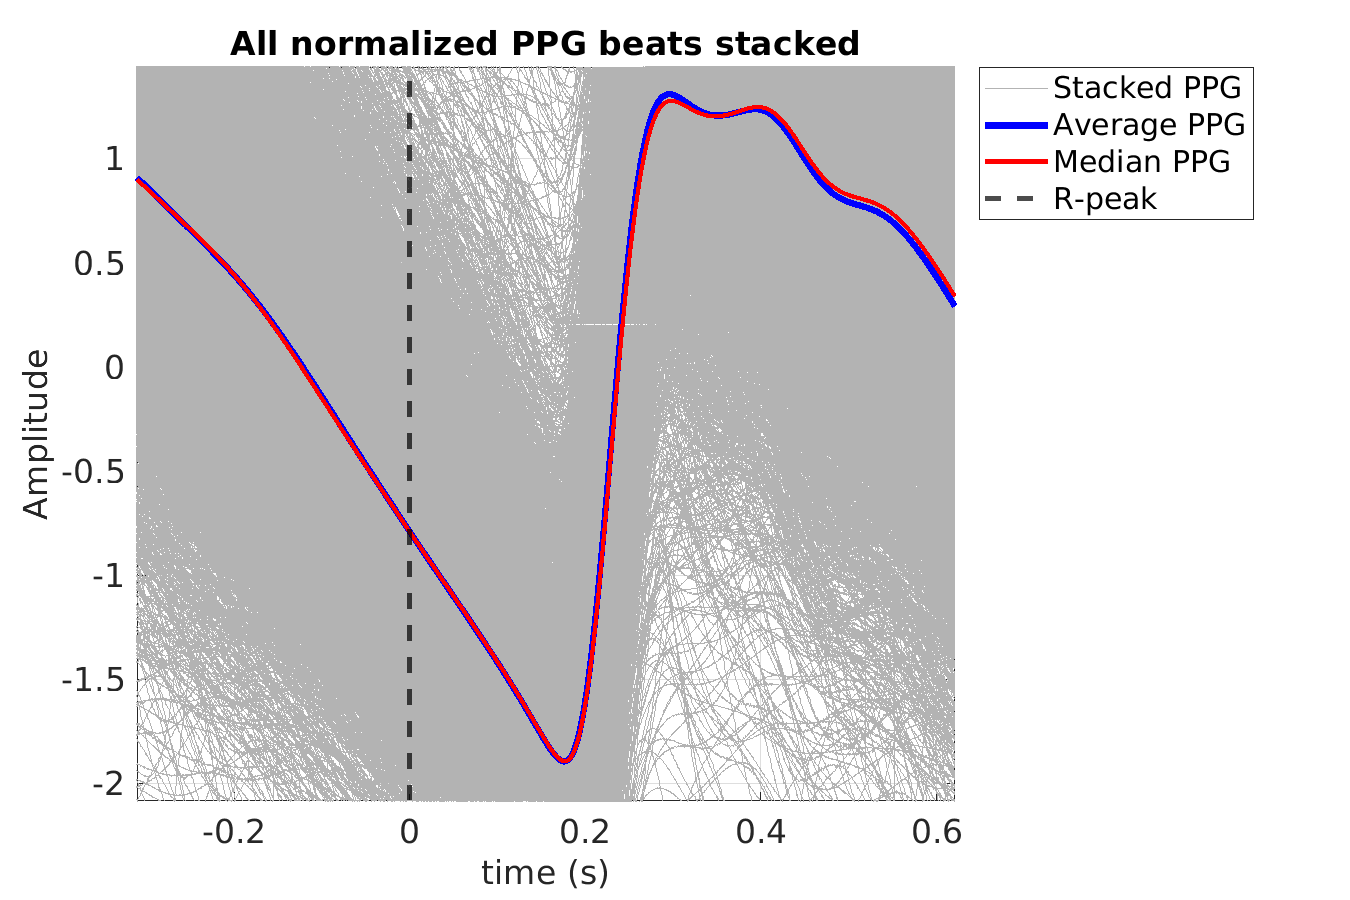 All normalized PPG beats stacked
Stacked PPG
Average PPG
Median PPG
R-peak
1
0.5
0
-0.5
-1
-1.5
-2
Amplitude
-0.2
0
0.2
0.4
0.6
time (s)